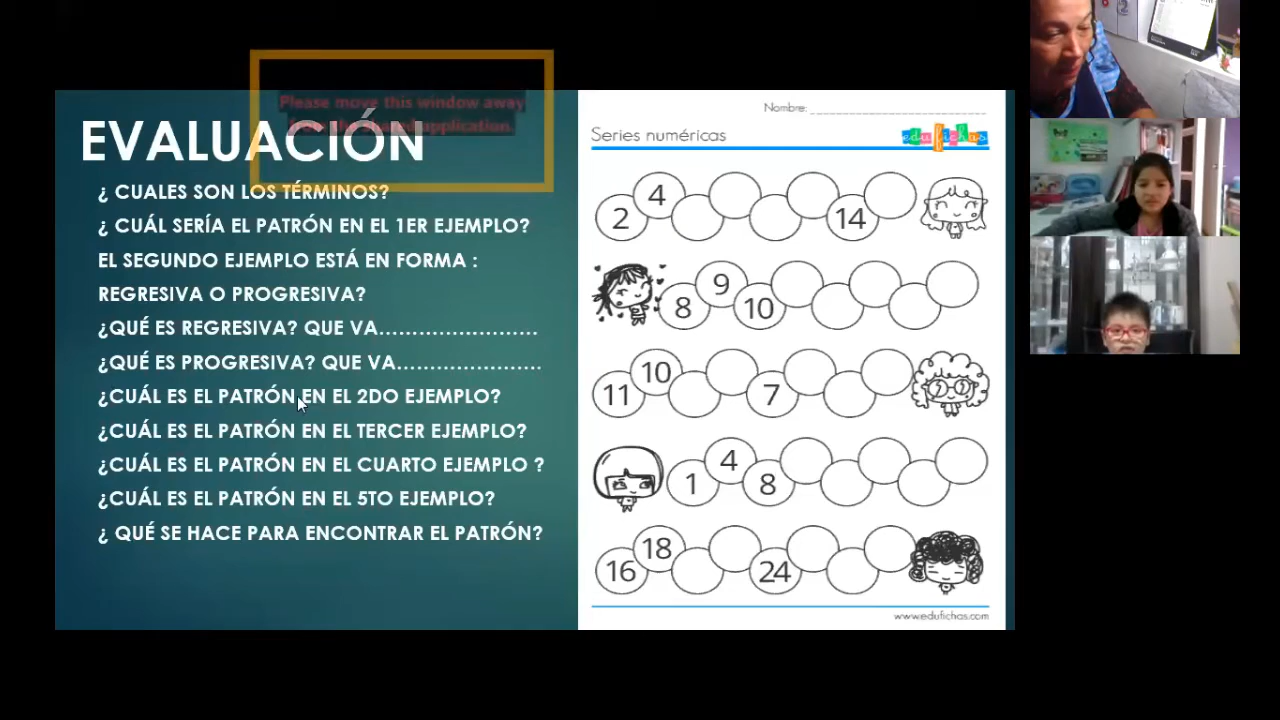 Please move this window away
from the shared application.
EVALUACIÓN
¿ CUALES SON LOS TÉRMINOS?
¿ CUÁL SERÍA EL PATRÓN EN EL 1ER EJEMPLO?
EL SEGUNDO EJEMPLO ESTÁ EN FORMA :
REGRESIVA O PROGRESIVA?
¿QUÉ ES REGRESIVA? QUE VA……………………
¿QUÉ ES PROGRESIVA? QUE VA………………….
¿CUÁL ES EL PATRÓN EN EL 2DO EJEMPLO?
¿CUÁL ES EL PATRÓN EN EL TERCER EJEMPLO?
¿CUÁL ES EL PATRÓN EN EL CUARTO EJEMPLO ?
¿CUÁL ES EL PATRÓN EN EL 5TO EJEMPLO?
¿ QUÉ SE HACE PARA ENCONTRAR EL PATRÓN?
Nombre:
Series numéricas
edufichas
2 4 14
8 9 10
11 10 7
1 4 8
16 18 24
www.edufichas.com